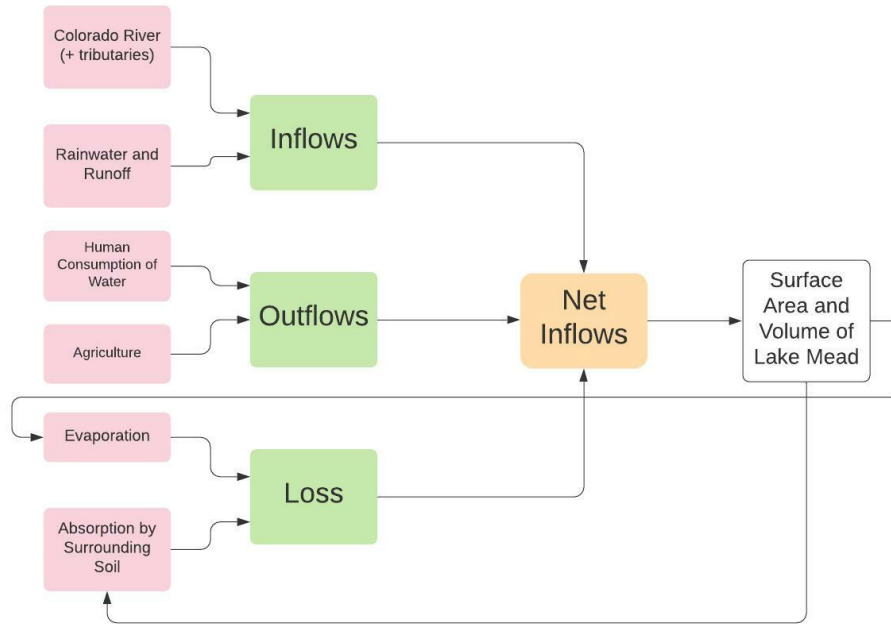 Colorado River
(+ tributaries)
Rainwater and
Runoff
Human
Consumption of
Water
Agriculture
Evaporation
Absorption by
Surrounding
Soil
Inflows
Outflows
Loss
Net
Inflows
Surface
Area and
Volume of
Lake Mead